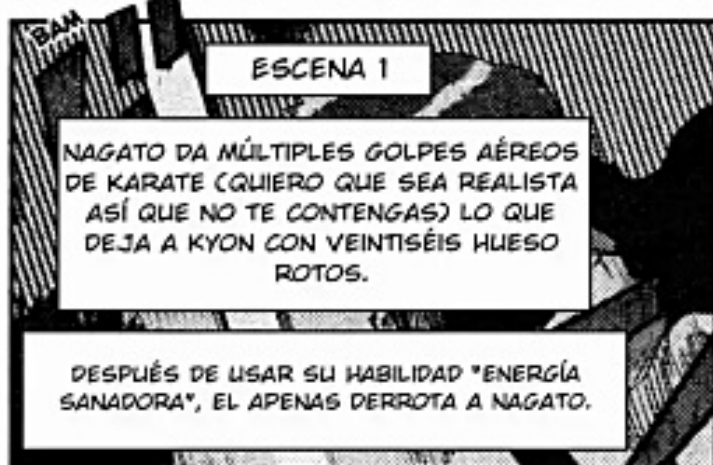 BAM
ESCENA 1
NAGATO DA MÚLTIPLES GOLPES AÉREOS
DE KARATE (QUIERO QUE SEA REALISTA
ASÍ QUE NO TE CONTENGAS) LO QUE
DEJA A KYON CON VEINTISÉIS HUESO
ROTOS.
DESPUÉS DE USAR SU HABILIDAD "ENERGÍA
SANADORA", EL APENAS DERROTA A NAGATO.